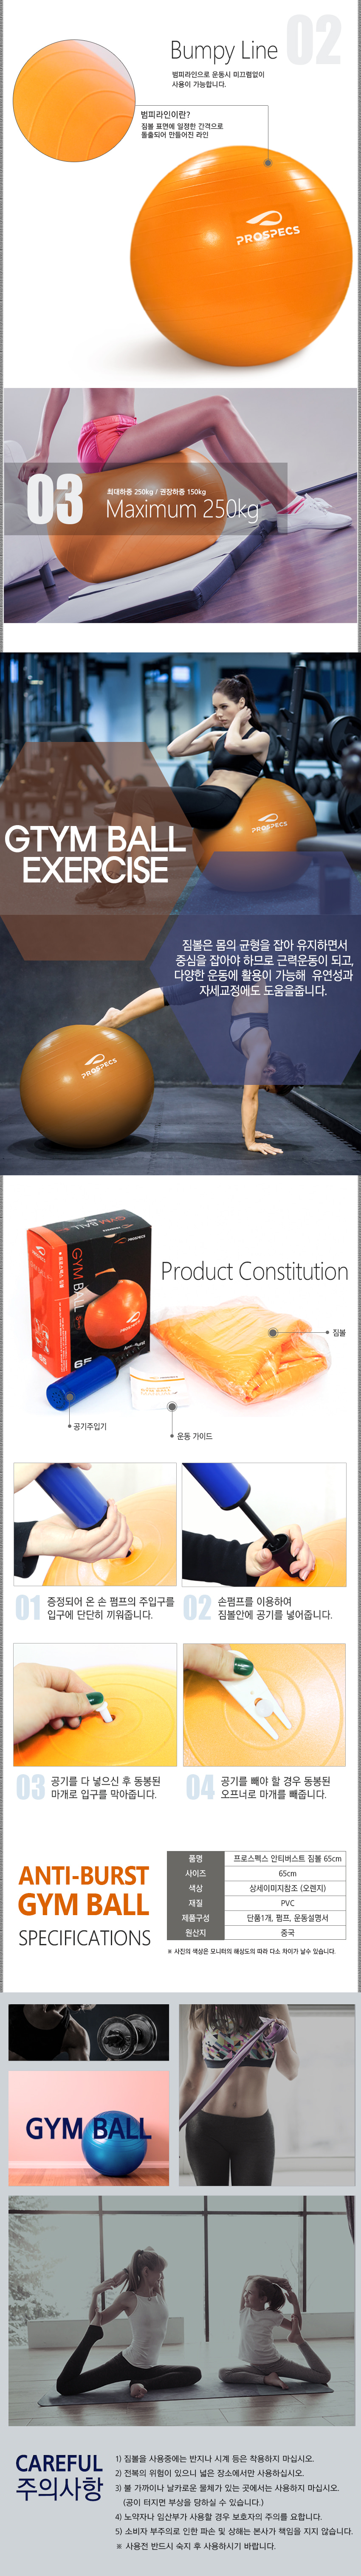 Bumpy Line 02
범피라인으로 운동시 미끄럼없이
사용이 가능합니다.
범피라인이란?
짐볼 표면에 일정한 간격으로
돌출되어 만들어진 라인
PROSPECS
03
최대하중 250kg / 권장하중 150kg
Maximum 250kg
PROSPECS
GTYM BALL
EXERCISE
짐볼은 몸의 균형을 잡아 유지하면서
중심을 잡아야 하므로 근력운동이 되고,
다양한 운동에 활용이 가능해 유연성과
자세교정에도 도움을줍니다.
PROSPECS
Product Constitution
GYM BALL
PROSPECS
GYM BALL
65
짐볼
GYM BALL
공기주입기
운동 가이드
01 증정되어 온 손 펌프의 주입구를
입구에 단단히 끼워줍니다.
02 손펌프를 이용하여
짐볼안에 공기를 넣어줍니다.
03 공기를 다 넣으신 후 동봉된
마개로 입구를 막아줍니다.
04 공기를 빼야 할 경우 동봉된
오프너로 마개를 빼줍니다.
ANTI-BURST
GYM BALL
SPECIFICATIONS
품명 프로스펙스 안티버스트 짐볼 65cm
사이즈 65cm
색상 상세이미지참조 (오렌지)
재질 PVC
제품구성 단품1개, 펌프, 운동설명서
원산지 중국
※ 사진의 색상은 모니터의 해상도의 따라 다소 차이가 날수 있습니다.
GYM BALL
CAREFUL
주의사항
1) 짐볼을 사용중에는 반지나 시계 등은 착용하지 마십시오.
2) 전복의 위험이 있으니 넓은 장소에서만 사용하십시오.
3) 불 가까이나 날카로운 물체가 있는 곳에서는 사용하지 마십시오.
(공이 터지면 부상을 당하실 수 있습니다.)
4) 노약자나 임산부가 사용할 경우 보호자의 주의를 요합니다.
5) 소비자 부주의로 인한 파손 및 상해는 본사가 책임을 지지 않습니다.
※ 사용전 반드시 숙지 후 사용하시기 바랍니다.